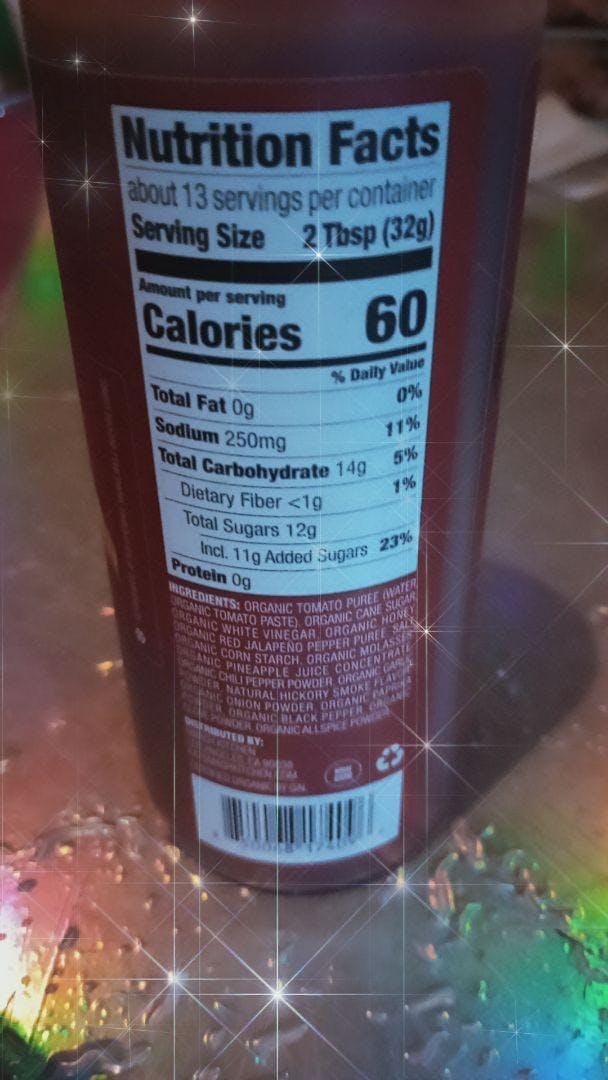 Nutrition Facts
about 13 servings per container
Serving Size 2 Tbsp (32g)
Amount per serving
Calories 60
% Daily Value
Total Fat 0g 0%
Sodium 250mg 11%
Total Carbohydrate 14g 5%
Dietary Fiber <1g 1%
Total Sugars 12g
Incl. 11g Added Sugars 23%
Protein 0g
INGREDIENTS: ORGANIC TOMATO PUREE (WATER,
ORGANIC TOMATO PASTE), ORGANIC CANE SUGAR,
ORGANIC WHITE VINEGAR, ORGANIC HONEY,
ORGANIC RED JALAPEÑO PEPPER PUREE, SALT,
ORGANIC CORN STARCH, ORGANIC MOLASSES,
ORGANIC PINEAPPLE JUICE CONCENTRATE,
ORGANIC CHILI PEPPER POWDER, ORGANIC GARLIC
POWDER, NATURAL HICKORY SMOKE FLAVOR,
ORGANIC ONION POWDER, ORGANIC PAPRIKA,
ORGANIC BLACK PEPPER, ORGANIC
POWDER, ORGANIC ALLSPICE POWDER
DISTRIBUTED BY: